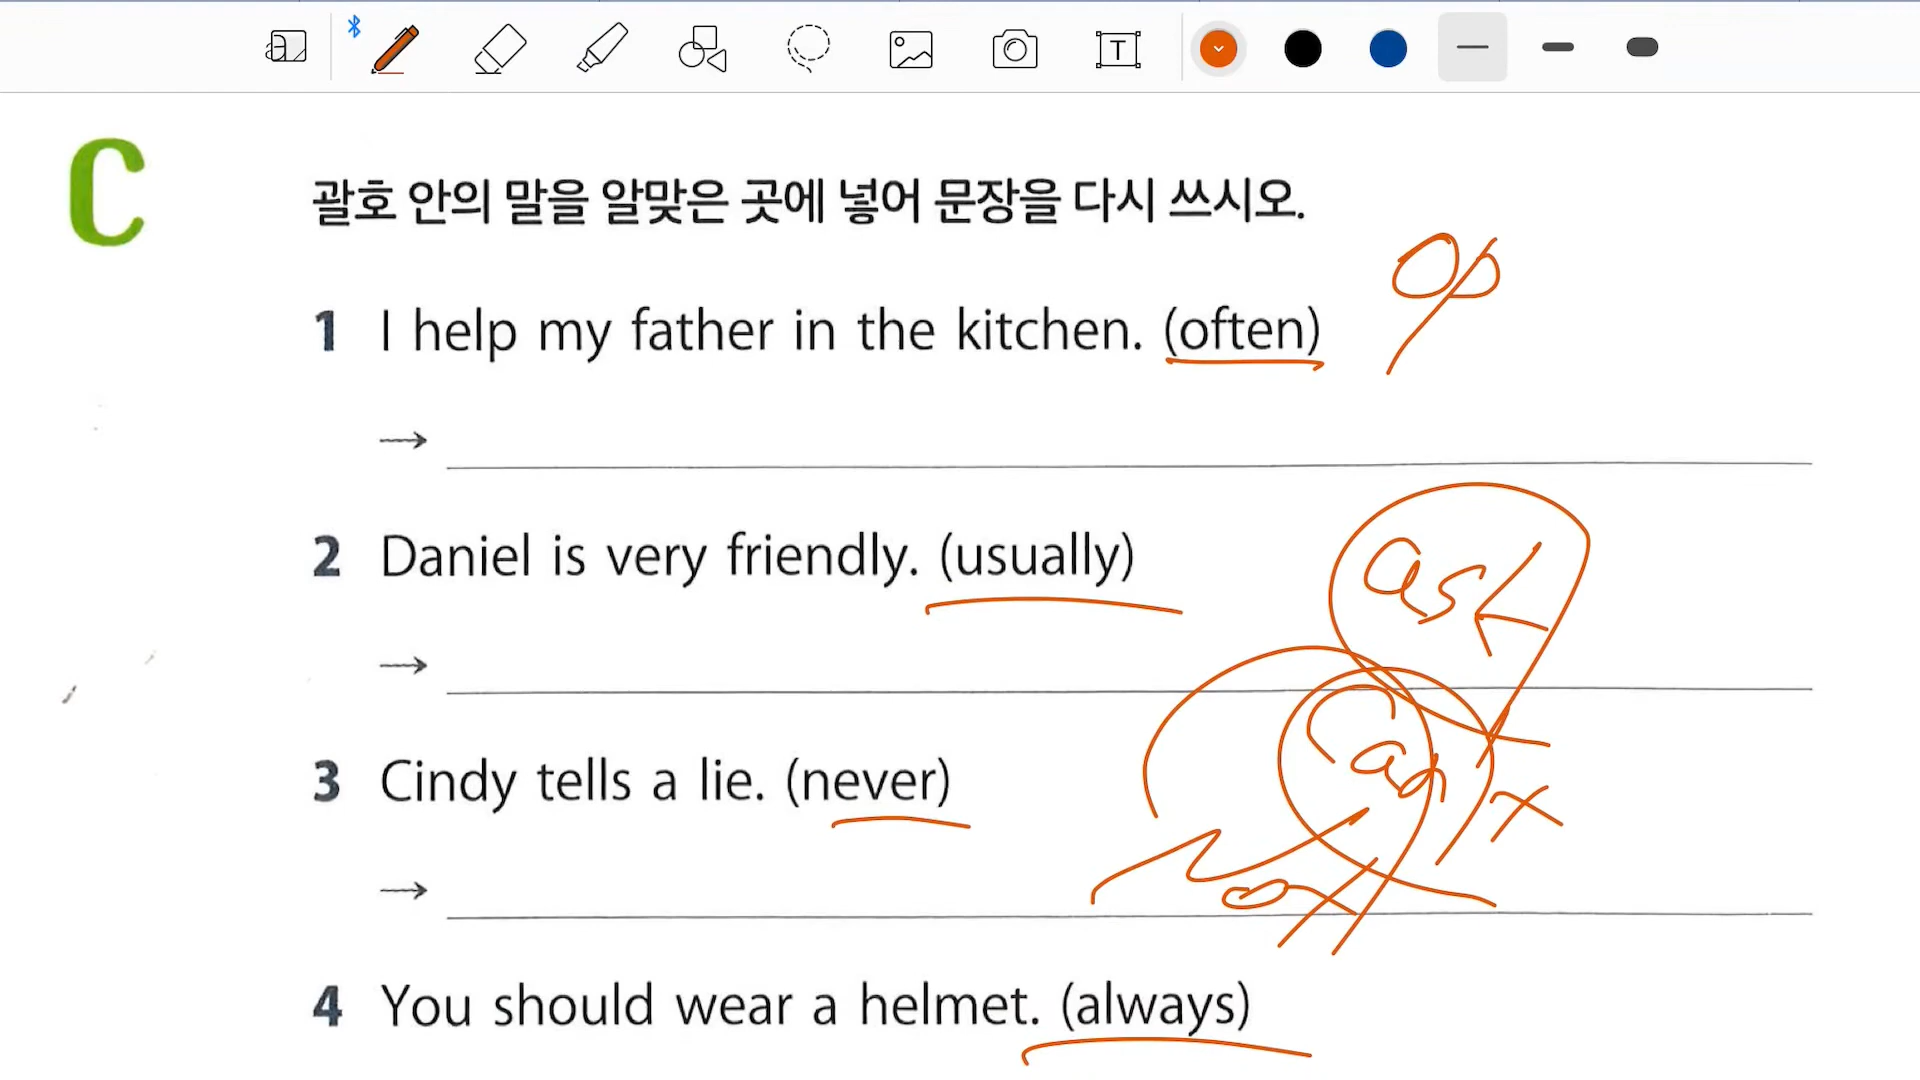 C
괄호 안의 말을 알맞은 곳에 넣어 문장을 다시 쓰시오.
1 I help my father in the kitchen. (often)
→
2 Daniel is very friendly. (usually)
ask
→
3 Cindy tells a lie. (never)
→
4 You should wear a helmet. (always)